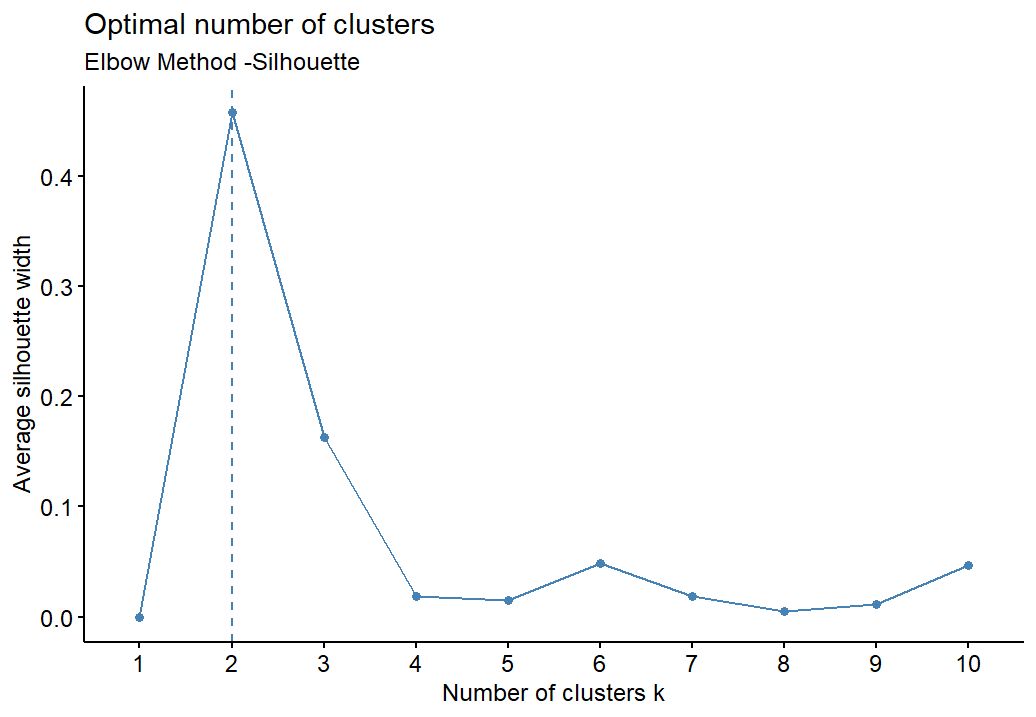 Optimal number of clusters
Elbow Method -Silhouette
Average silhouette width
0.4
0.3
0.2
0.1
0.0
1 2 3 4 5 6 7 8 9 10
Number of clusters k